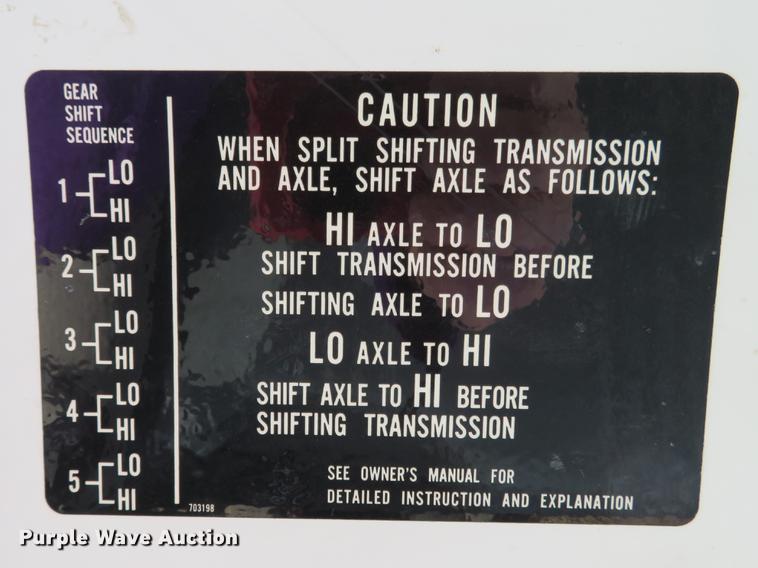 GEAR
SHIFT
SEQUENCE
1 LO
HI
2 LO
HI
3 LO
HI
4 LO
HI
5 LO
HI
CAUTION
WHEN SPLIT SHIFTING TRANSMISSION
AND AXLE, SHIFT AXLE AS FOLLOWS:
HI AXLE TO LO
SHIFT TRANSMISSION BEFORE
SHIFTING AXLE TO LO
LO AXLE TO HI
SHIFT AXLE TO HI BEFORE
SHIFTING TRANSMISSION
SEE OWNER'S MANUAL FOR
DETAILED INSTRUCTION AND EXPLANATION
703198
Purple Wave Auction